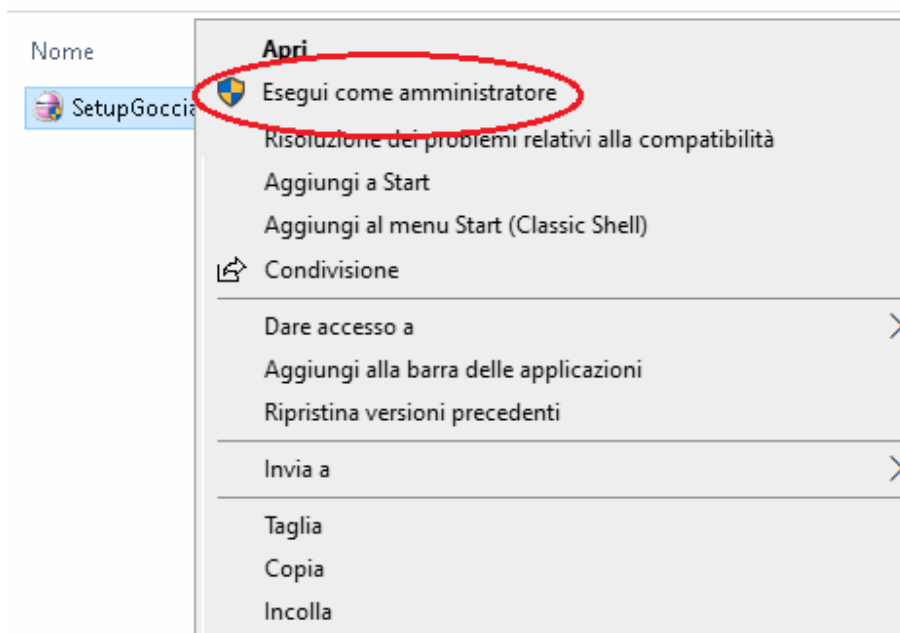 Nome
SetupGoccia
Apri
Esegui come amministratore
Risoluzione dei problemi relativi alla compatibilità
Aggiungi a Start
Aggiungi al menu Start (Classic Shell)
Condivisione
Dare accesso a
Aggiungi alla barra delle applicazioni
Ripristina versioni precedenti
Invia a
Taglia
Copia
Incolla